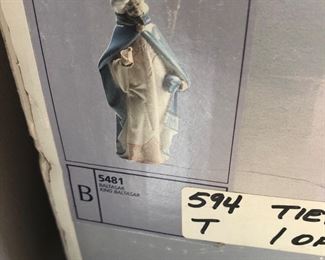 5481
BALTASAR
KING BALTASAR
B
594 TIE
T 1 OF